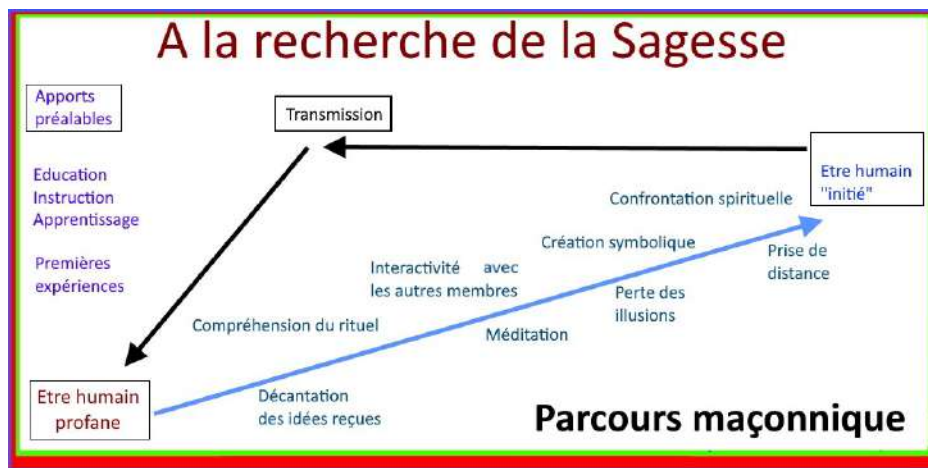 A la recherche de la Sagesse
Apports
préalables
Transmission
Etre humain
"initié"
Education
Instruction
Apprentissage
Confrontation spirituelle
Création symbolique
Prise de
distance
Premières
expériences
Interactivité avec
les autres membres
Perte des
illusions
Compréhension du rituel
Méditation
Etre humain
profane
Décantation
des idées reçues
Parcours maçonnique